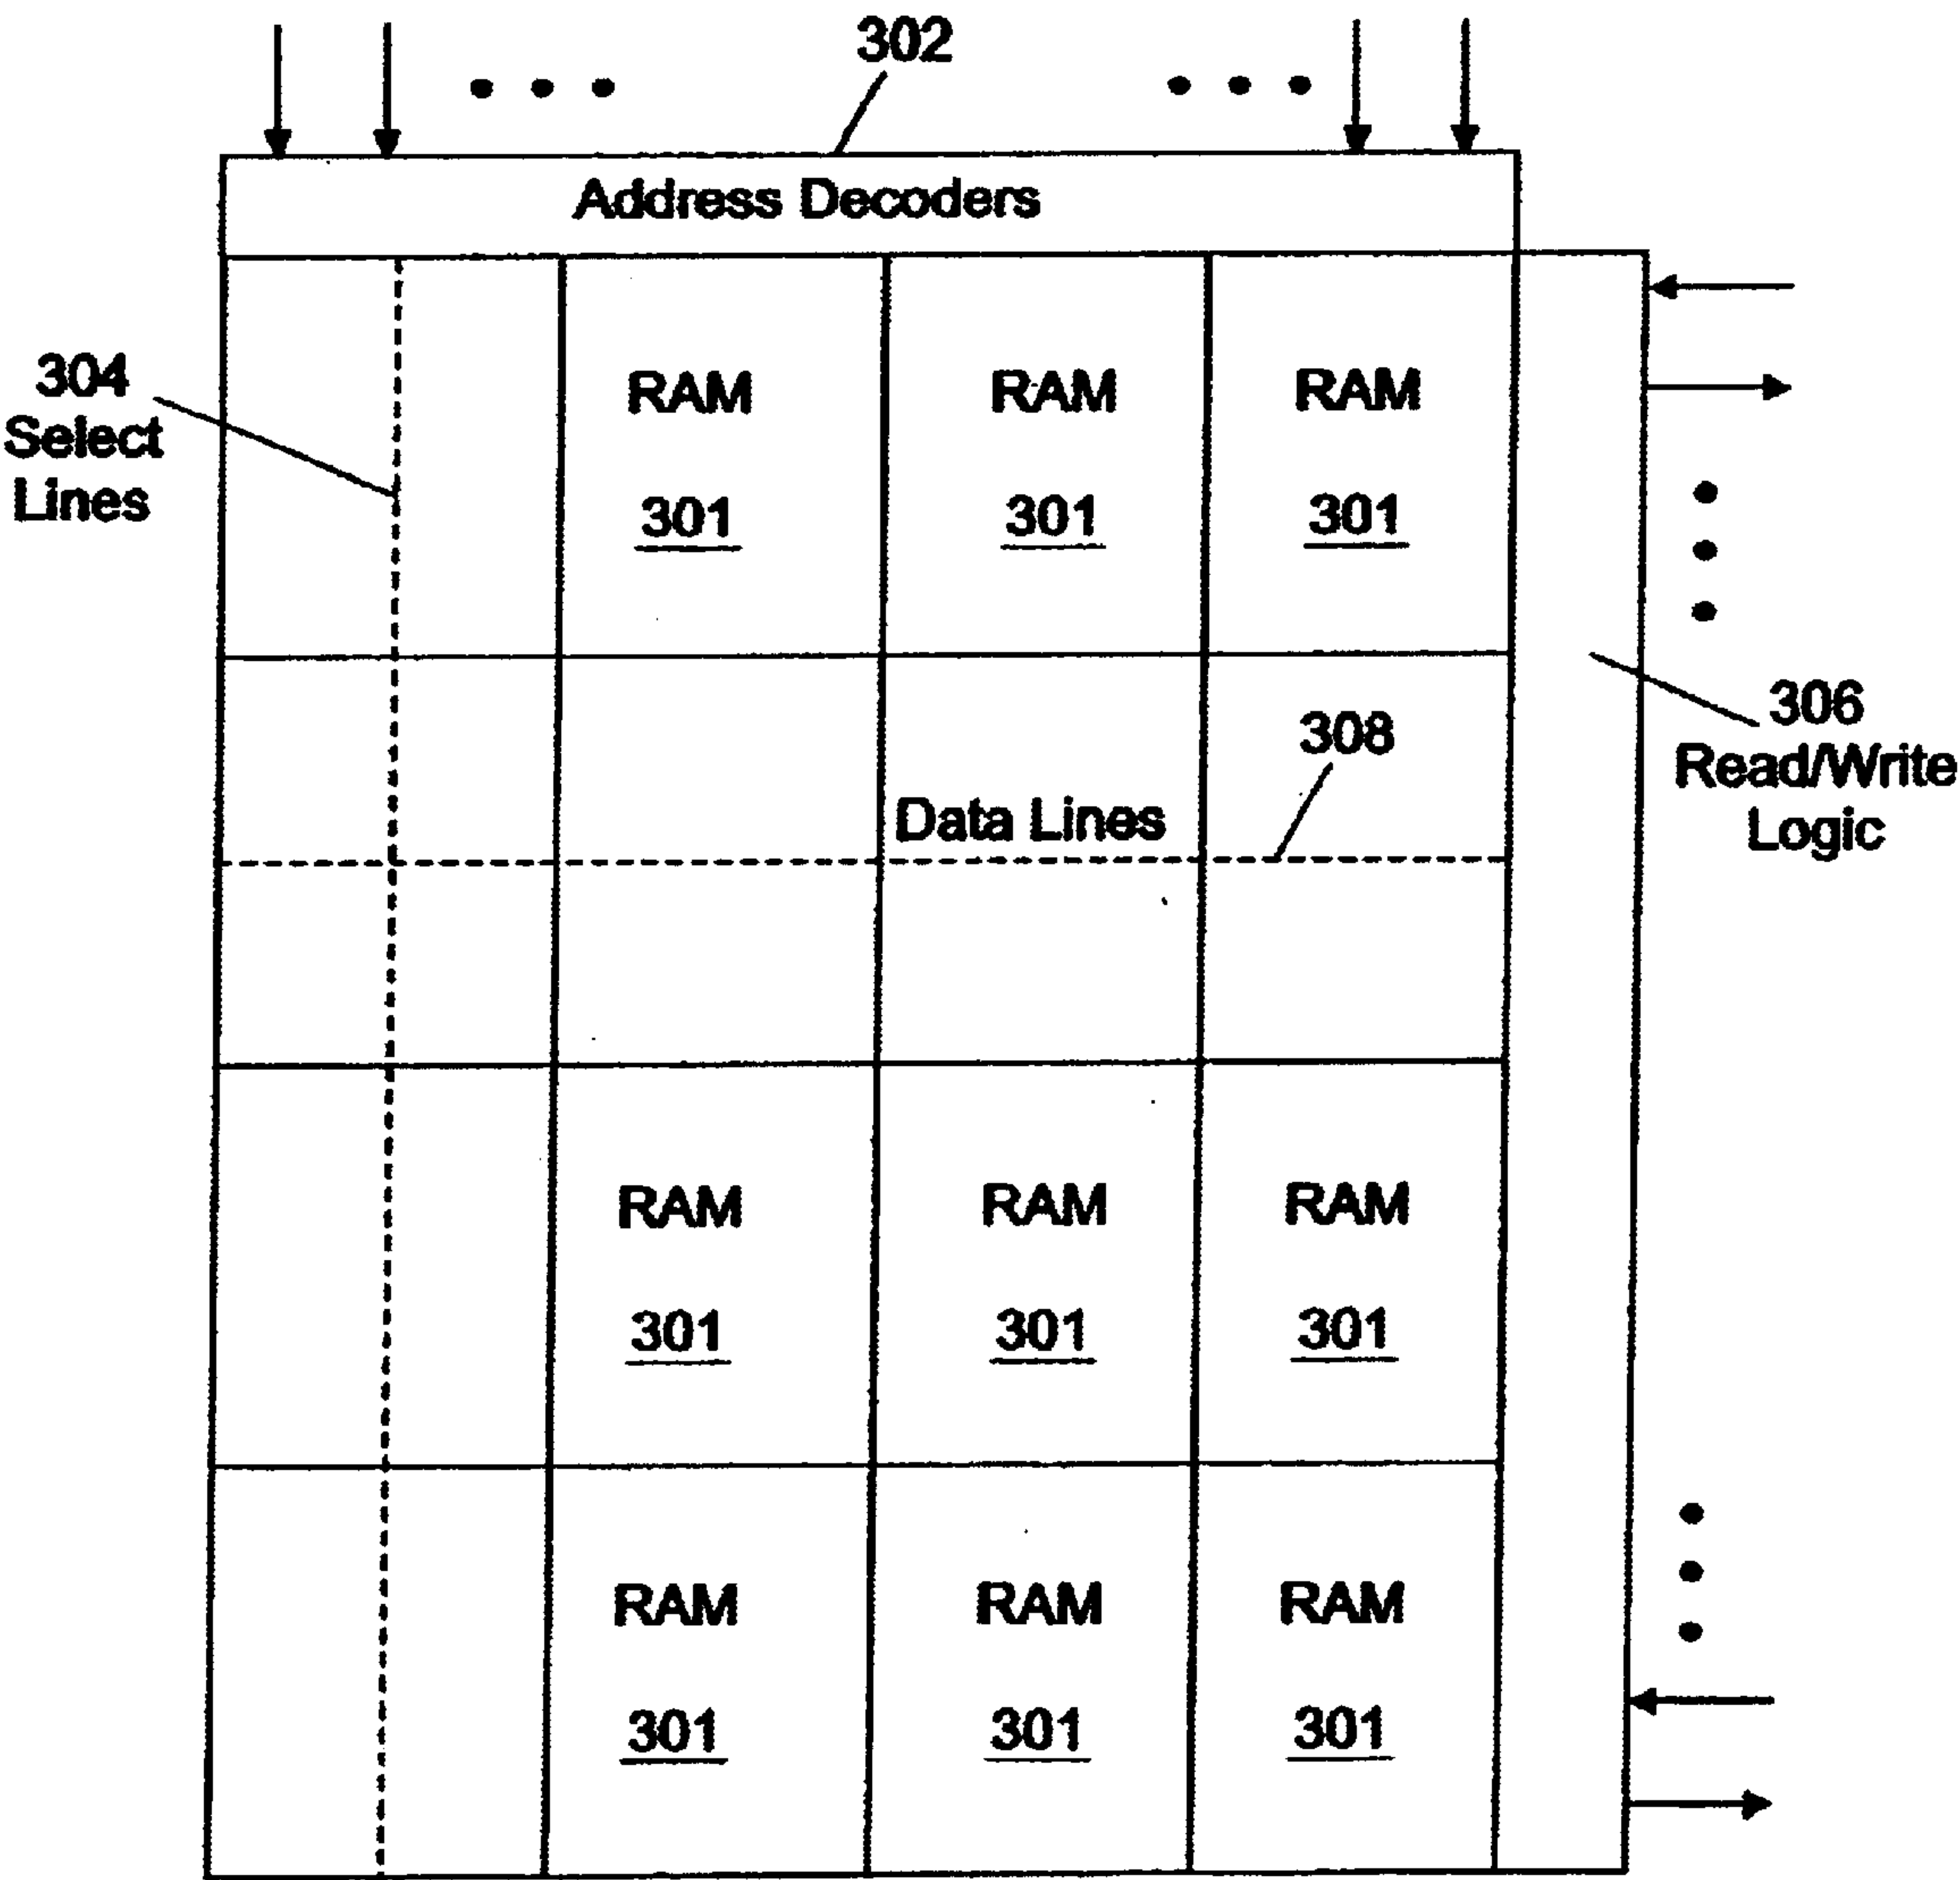 302
Address Decoders
304
Select
Lines
RAM
RAM
RAM
301
301
301
306
Read/Write
Logic
308
Data Lines
RAM
RAM
RAM
301
301
301
RAM
RAM
RAM
301
301
301